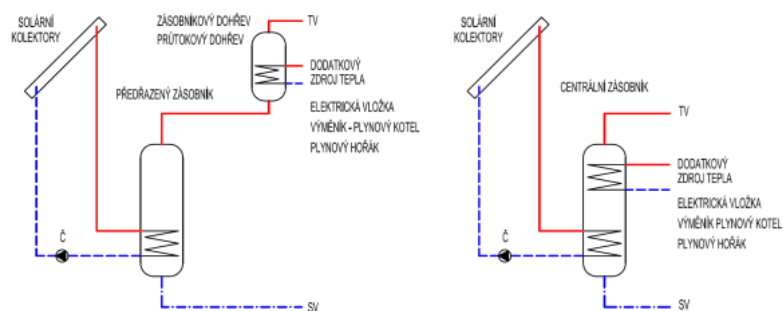 SOLÁRNÍ
KOLEKTORY
ZÁSOBNÍKOVÝ DOHŘEV
PRŮTOKOVÝ DOHŘEV
TV
DODATKOVÝ
ZDROJ TEPLA
PŘEDŘAZENÝ ZÁSOBNÍK
ELEKTRICKÁ VLOŽKA
VÝMĚNÍK - PLYNOVÝ KOTEL
PLYNOVÝ HOŘÁK
Č
SV
SOLÁRNÍ
KOLEKTORY
CENTRÁLNÍ ZÁSOBNÍK
TV
DODATKOVÝ
ZDROJ TEPLA
ELEKTRICKÁ VLOŽKA
VÝMĚNÍK PLYNOVÝ KOTEL
PLYNOVÝ HOŘÁK
Č
SV